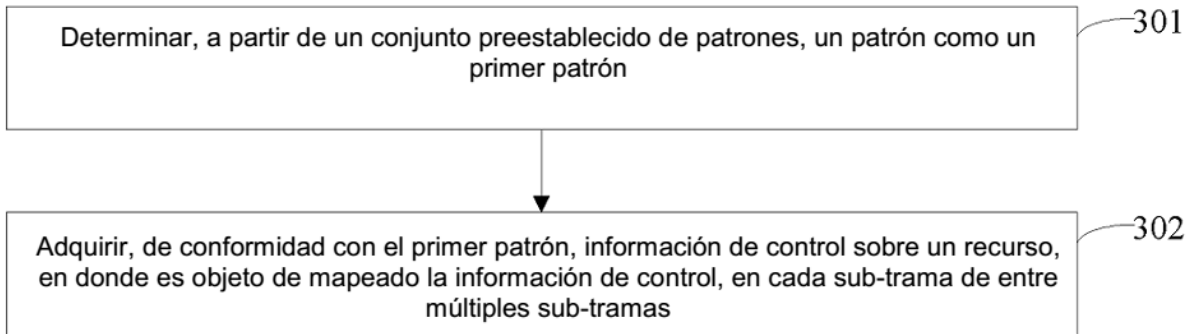 Determinar, a partir de un conjunto preestablecido de patrones, un patrón como un
primer patrón
301
Adquirir, de conformidad con el primer patrón, información de control sobre un recurso,
en donde es objeto de mapeado la información de control, en cada sub-trama de entre
múltiples sub-tramas
302